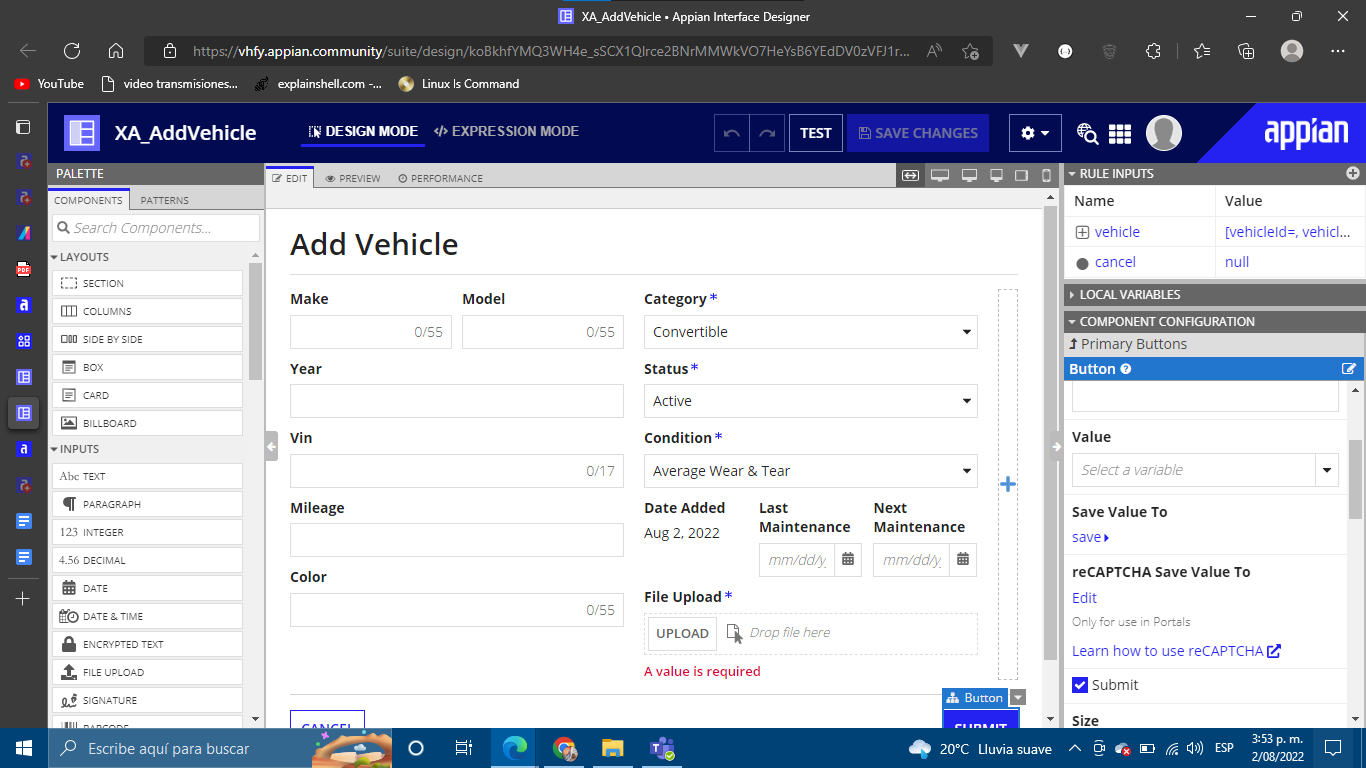 XA_AddVehicle • Appian Interface Designer
https://vhfy.appian.community/suite/design/koBkhfYMQ3WH4e_sSCX1QIrce2BNrMMWkVO7HeYsB6YEdDV0zVFJ1r...
YouTube
video transmisiones...
explainshell.com -...
Linux Is Command
XA_AddVehicle
DESIGN MODE
EXPRESSION MODE
TEST
SAVE CHANGES
appian
PALETTE
COMPONENTS
PATTERNS
Search Components...
LAYOUTS
SECTION
COLUMNS
SIDE BY SIDE
BOX
CARD
BILLBOARD
INPUTS
Abc TEXT
PARAGRAPH
123 INTEGER
4.56 DECIMAL
DATE
DATE & TIME
ENCRYPTED TEXT
FILE UPLOAD
SIGNATURE
BARCODE
EDIT
PREVIEW
PERFORMANCE
Add Vehicle
Make
0/55
Model
0/55
Year
Vin
0/17
Mileage
Color
0/55
Category *
Convertible
Status *
Active
Condition *
Average Wear & Tear
Date Added
Aug 2, 2022
Last
Maintenance
mm/dd/y
Next
Maintenance
mm/dd/y
File Upload *
UPLOAD
Drop file here
A value is required
Button
CANCEL
SUBMIT
RULE INPUTS
Name
Value
vehicle
[vehicleId=, vehicl...
cancel
null
LOCAL VARIABLES
COMPONENT CONFIGURATION
Primary Buttons
Button
Value
Select a variable
Save Value To
save
reCAPTCHA Save Value To
Edit
Only for use in Portals
Learn how to use reCAPTCHA
Submit
Size
Escribe aquí para buscar
20°C Lluvia suave
ESP
3:53 p. m.
2/08/2022